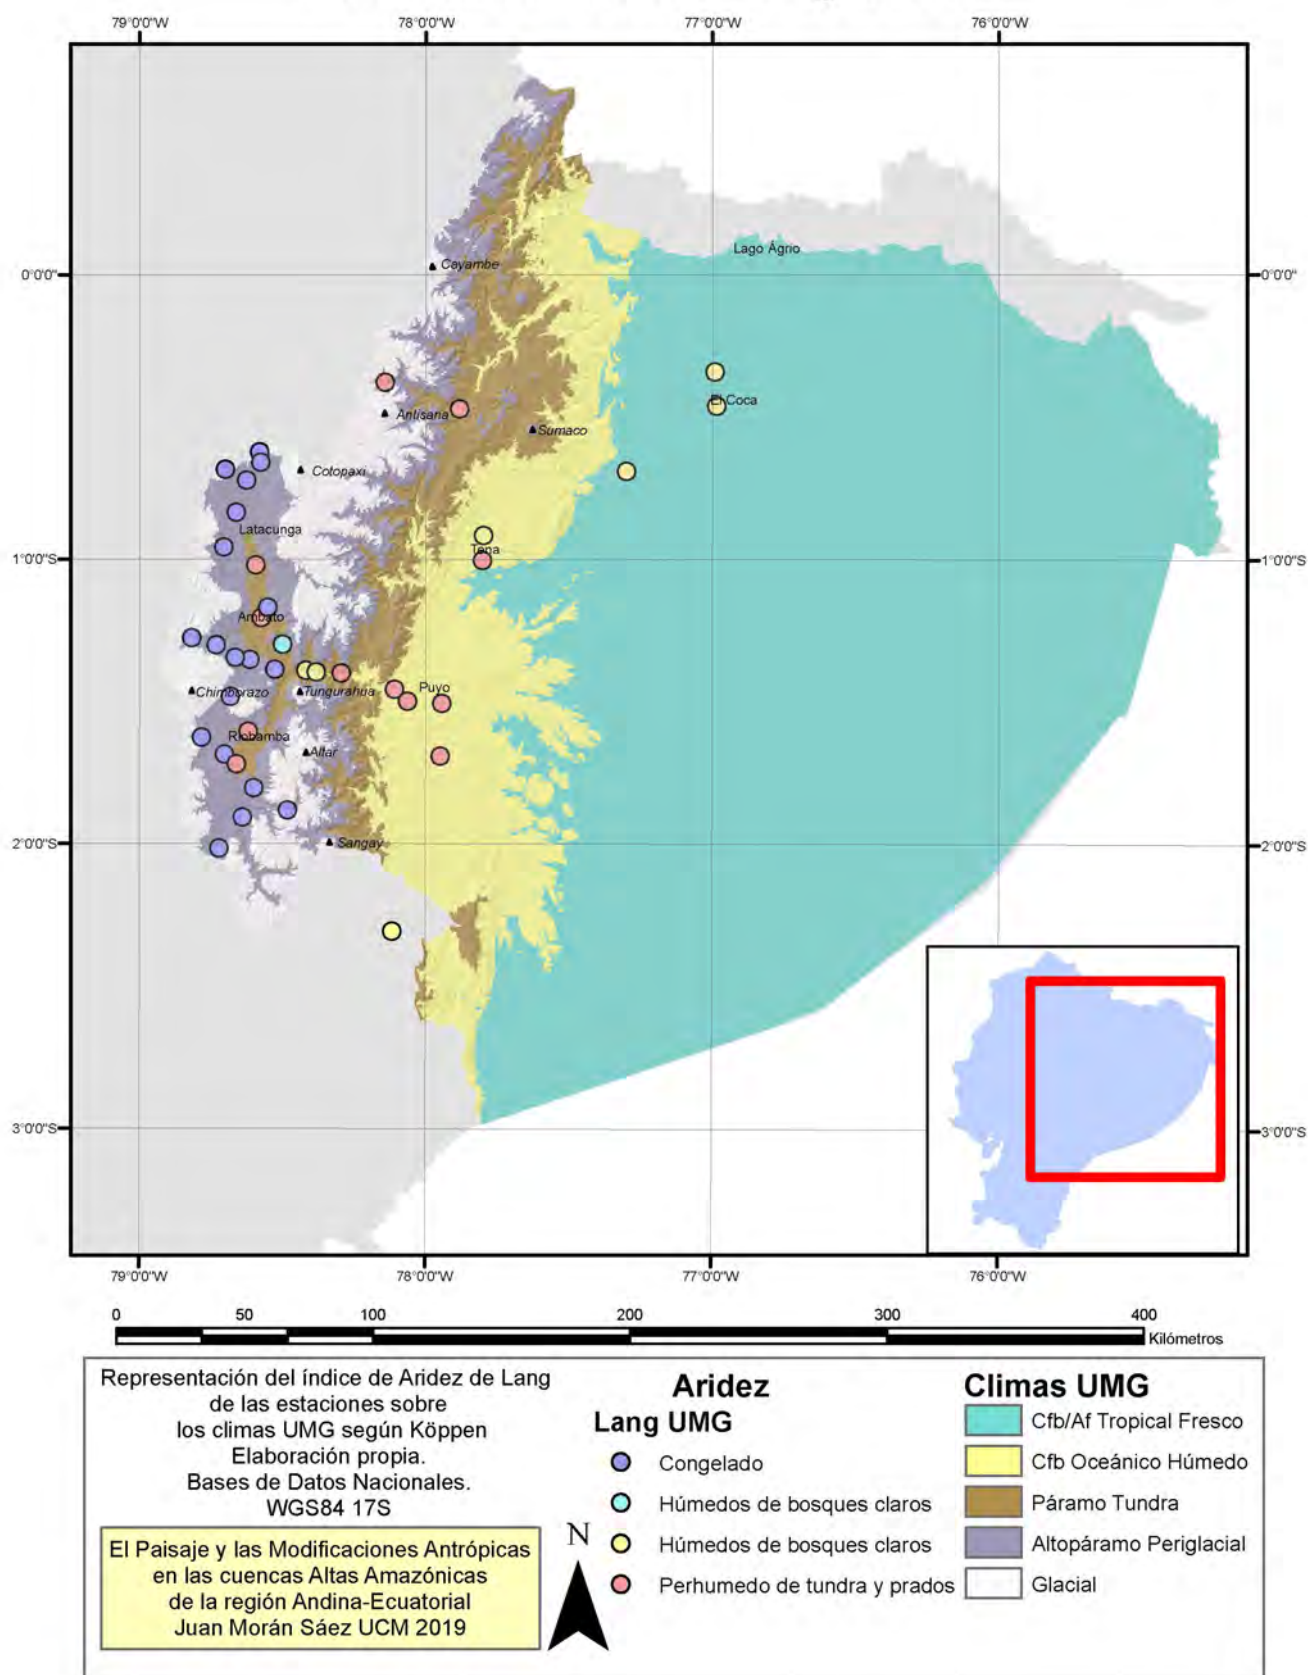 79°0'0"W 78°0'0"W 77°0'0"W 76°0'0"W
Lago Ágrio
Cayambe
0°0'0" 0°0'0"
El Coca
Antisana
Sumaco
Cotopaxi
Latacunga
Tena
1°0'0"S 1°0'0"S
Ambato
Puyo
Chimborazo Tungurahua
Riobamba
Altar
2°0'0"S Sangay 2°0'0"S
3°0'0"S 3°0'0"S
79°0'0"W 78°0'0"W 77°0'0"W 76°0'0"W
0 50 100 200 300 400
Kilómetros
Representación del índice de Aridez de Lang
de las estaciones sobre
los climas UMG según Köppen
Elaboración propia.
Bases de Datos Nacionales.
WGS84 17S
El Paisaje y las Modificaciones Antrópicas
en las cuencas Altas Amazónicas
de la región Andina-Ecuatorial
Juan Morán Sáez UCM 2019
N
Aridez
Lang UMG
Congelado
Húmedos de bosques claros
Húmedos de bosques claros
Perhumedo de tundra y prados
Climas UMG
Cfb/Af Tropical Fresco
Cfb Oceánico Húmedo
Páramo Tundra
Altopáramo Periglacial
Glacial